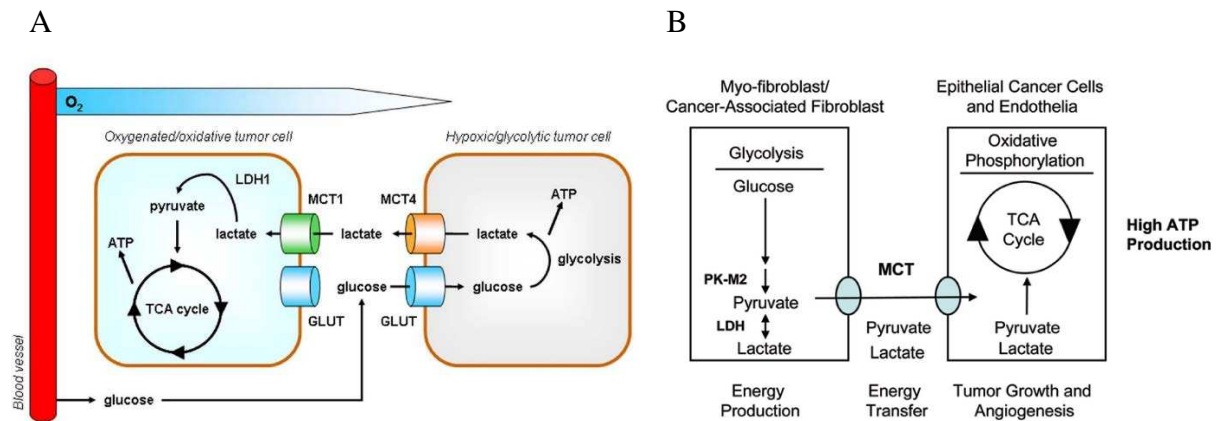 A
O₂
Oxygenated/oxidative tumor cell
Hypoxic/glycolytic tumor cell
LDH1
pyruvate
lactate
ATP
TCA cycle
MCT1
MCT4
lactate
lactate
ATP
glycolysis
glucose
glucose
GLUT
GLUT
Blood vessel
glucose
B
Myo-fibroblast/
Cancer-Associated Fibroblast
Epithelial Cancer Cells
and Endothelia
Glycolysis
Glucose
PK-M2
Pyruvate
LDH
Lactate
MCT
Pyruvate
Lactate
Oxidative
Phosphorylation
TCA
Cycle
Pyruvate
Lactate
High ATP
Production
Energy
Production
Energy
Transfer
Tumor Growth and
Angiogenesis